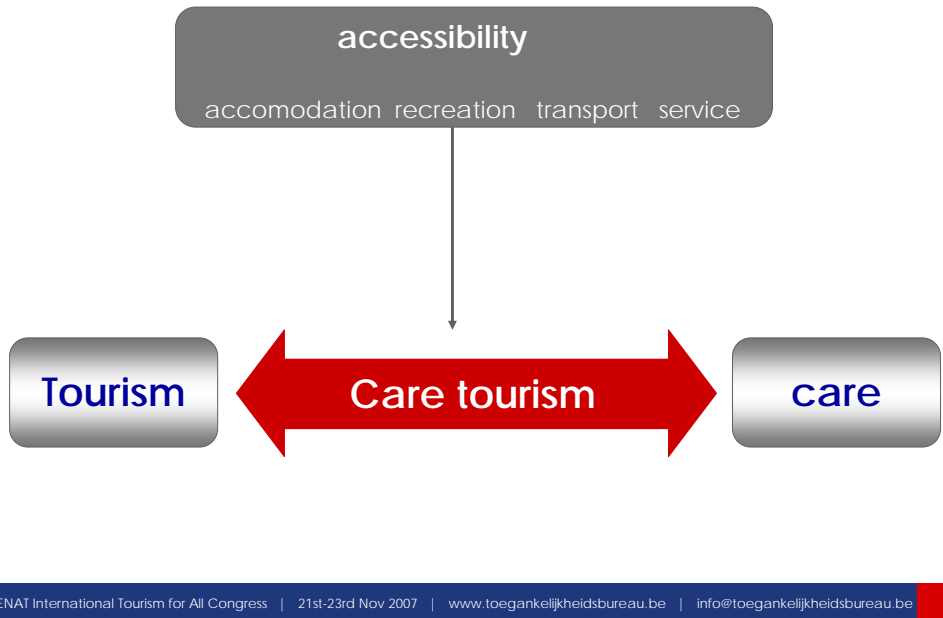 accessibility
accomodation recreation transport service
Tourism
Care tourism
care
ENAT International Tourism for All Congress | 21st-23rd Nov 2007 | www.toegankelijkheidsbureau.be | info@toegankelijkheidsbureau.be